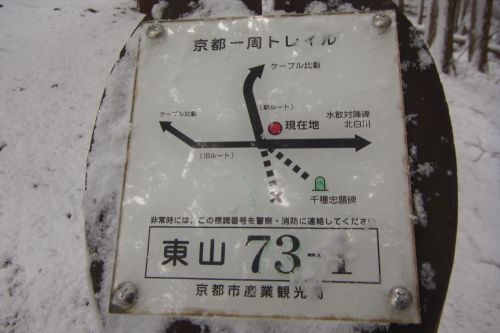 京都一周トレイル
ケーブル比叡
(新ルート)
ケーブル比叡
水飲対陣碑
現在地
北白川
(旧ルート)
千種忠顕碑
非常時には、この標識番号を警察・消防に連絡してください
東山 73-1
京都市産業観光局